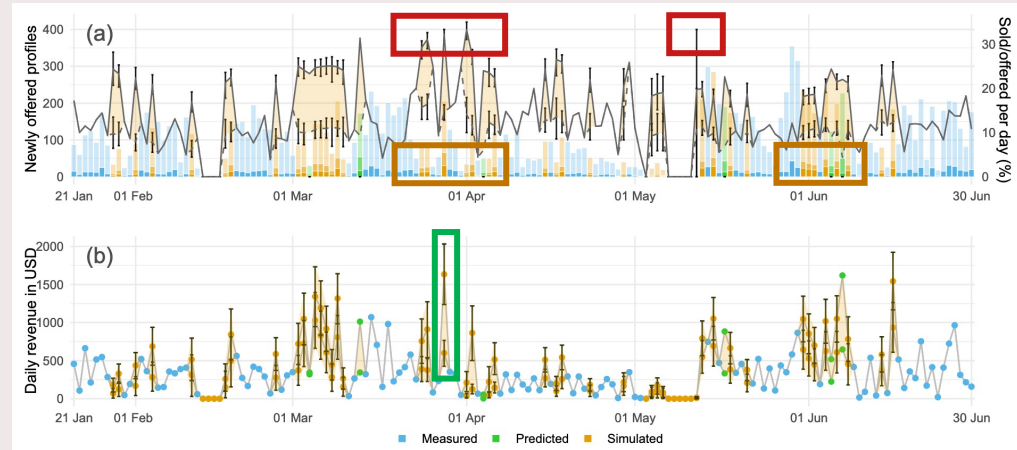 (a)
Newly offered profiles
400
300
200
100
0
Sold/offered per day (%)
30
20
10
0
21 Jan 01 Feb 01 Mar 01 Apr 01 May 01 Jun 30 Jun
(b)
Daily revenue in USD
2000
1500
1000
500
0
21 Jan 01 Feb 01 Mar 01 Apr 01 May 01 Jun 30 Jun
Measured Predicted Simulated